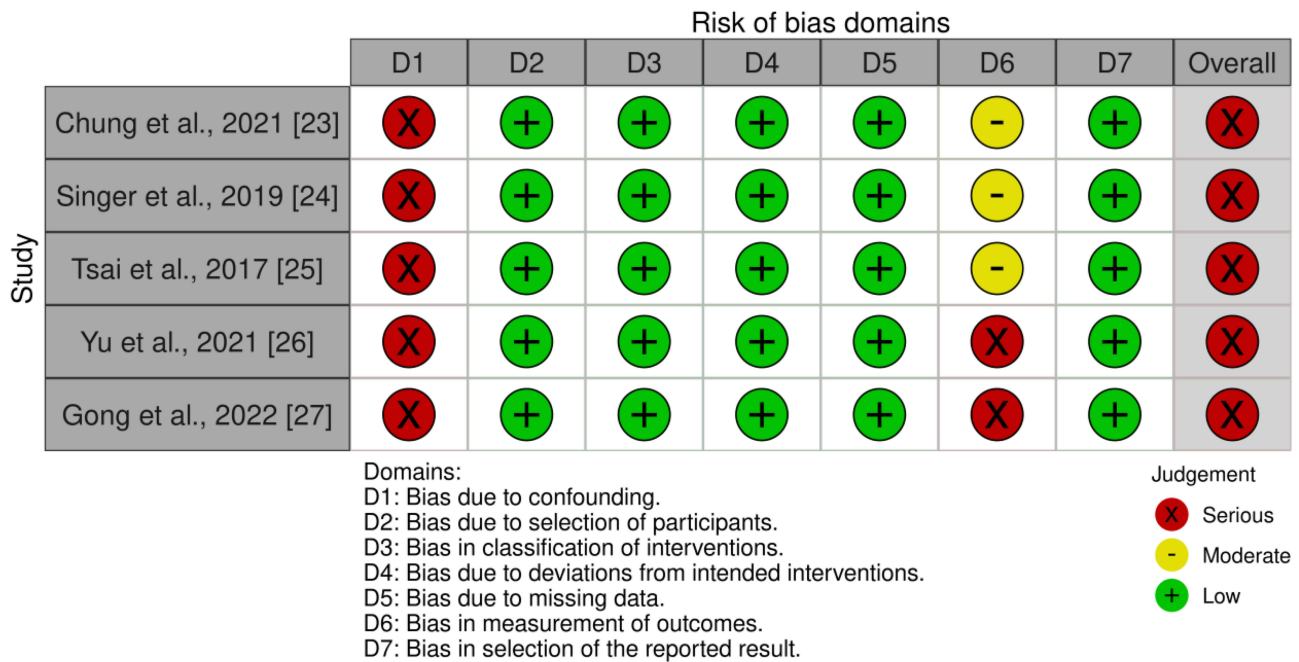 Risk of bias domains
D1 D2 D3 D4 D5 D6 D7 Overall
Study
Chung et al., 2021 [23] X + + + + - + X
Singer et al., 2019 [24] X + + + + - + X
Tsai et al., 2017 [25] X + + + + - + X
Yu et al., 2021 [26] X + + + + X + X
Gong et al., 2022 [27] X + + + + X + X
Domains:
D1: Bias due to confounding.
D2: Bias due to selection of participants.
D3: Bias in classification of interventions.
D4: Bias due to deviations from intended interventions.
D5: Bias due to missing data.
D6: Bias in measurement of outcomes.
D7: Bias in selection of the reported result.
Judgement
X Serious
- Moderate
+ Low